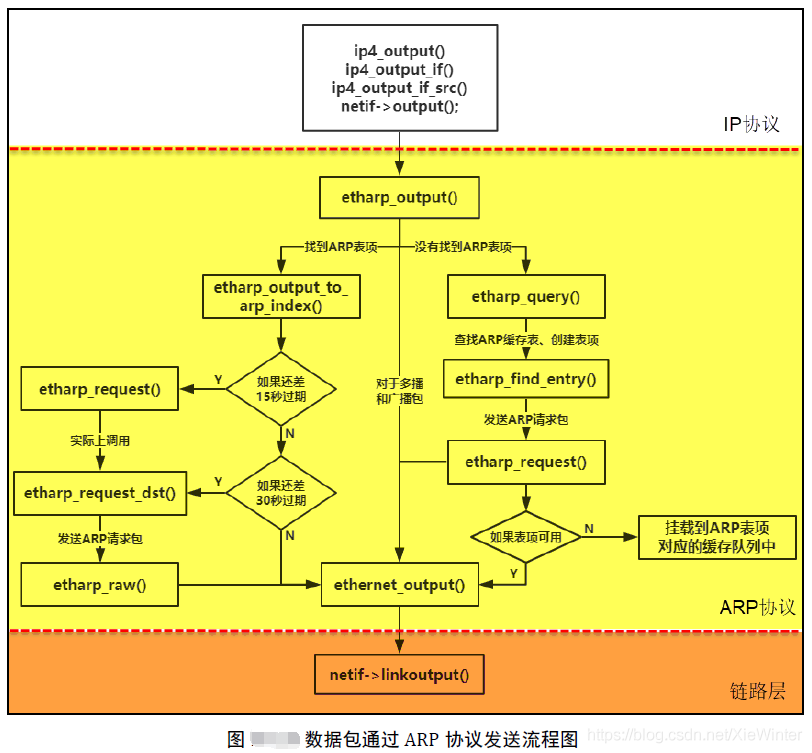 ip4_output()
ip4_output_if()
ip4_output_if_src()
netif->output();
IP协议
etharp_output()
找到ARP表项
没有找到ARP表项
etharp_output_to_
arp_index()
etharp_query()
查找ARP缓存表、创建表项
etharp_request()
Y
如果还差
15秒过期
对于多播
和广播包
etharp_find_entry()
实际上调用
N
发送ARP请求包
etharp_request()
etharp_request_dst()
Y
如果还差
30秒过期
发送ARP请求包
N
如果表项可用
N
挂载到ARP表项
对应的缓存队列中
etharp_raw()
ethernet_output()
Y
ARP协议
netif->linkoutput()
链路层
图 数据包通过 ARP 协议发送流程图
https://blog.csdn.net/XieWinter